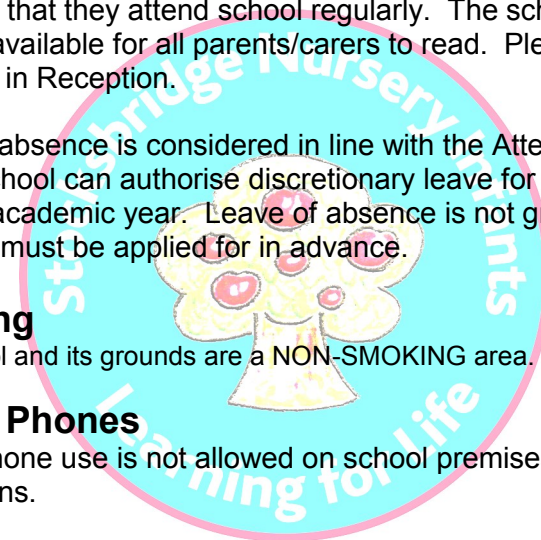 that they attend school regularly.  The sch
available for all parents/carers to read.  Ple
in Reception.
absence is considered in line with the Atte
chool can authorise discretionary leave for
academic year.  Leave of absence is not g
must be applied for in advance.
ng
ol and its grounds are a NON-SMOKING area.
Phones
hone use is not allowed on school premise
ns.
Stocksbridge Nursery Infants
Learning for Life